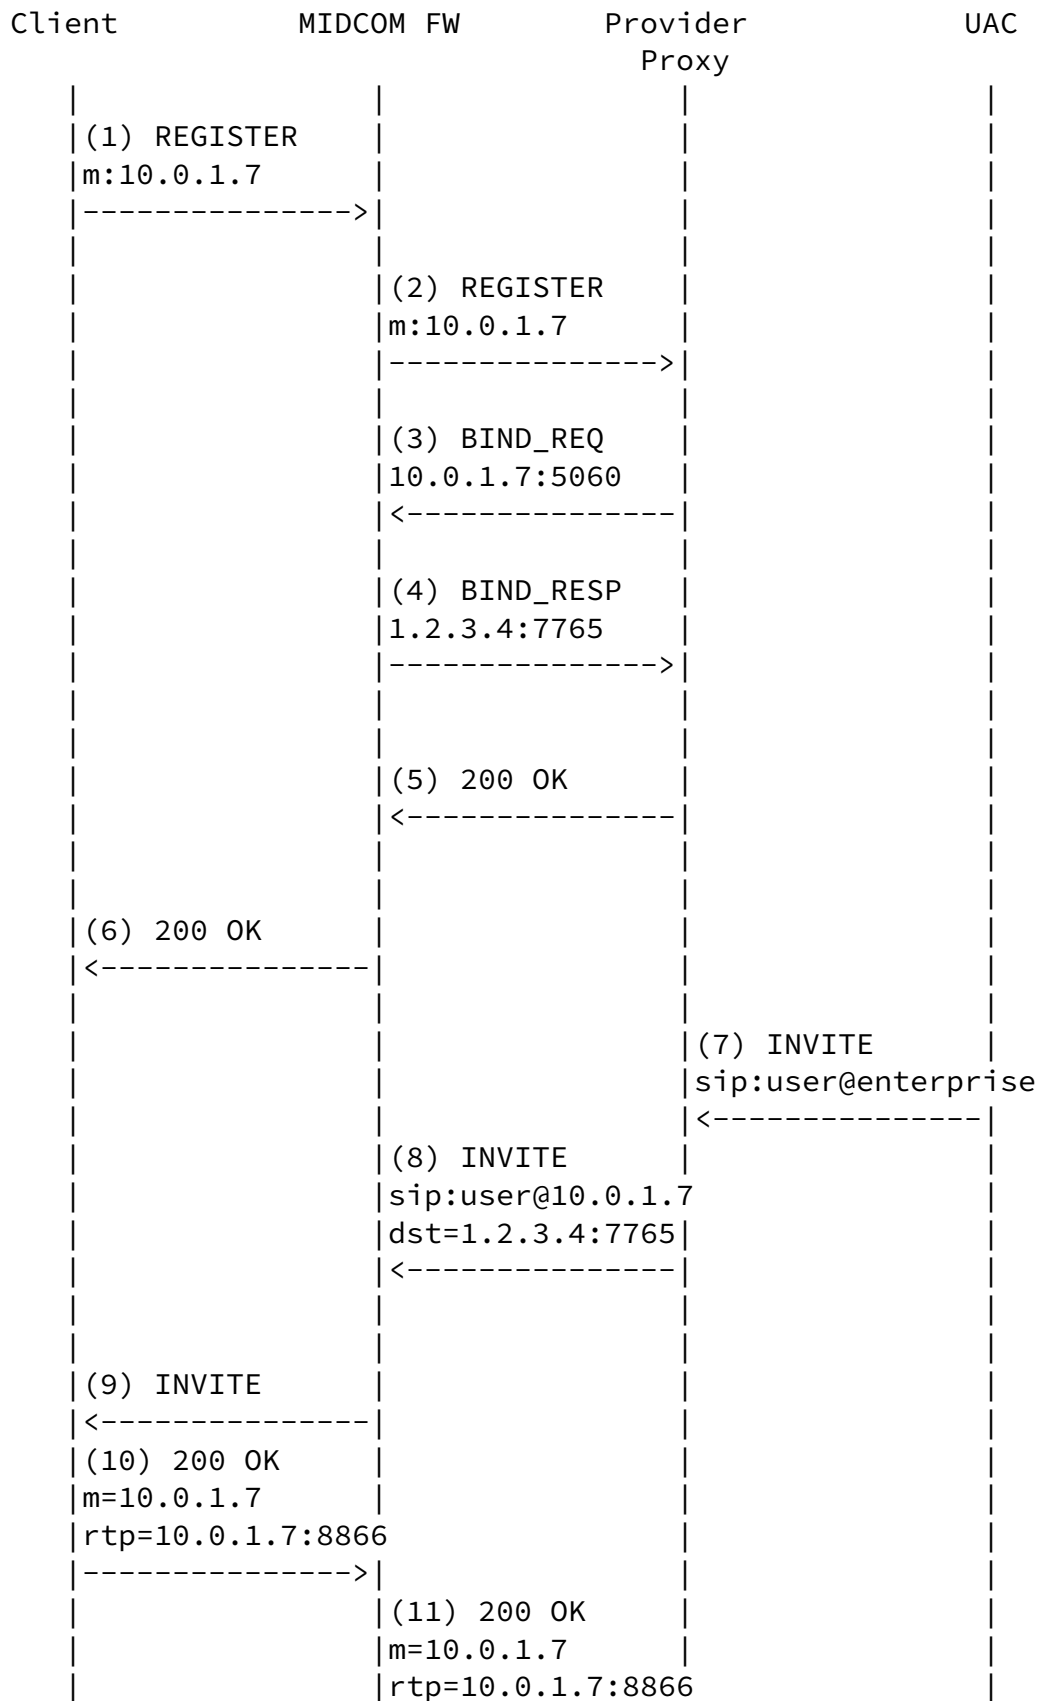 Client          MIDCOM FW        Provider            UAC
                                   Proxy
   |                |                |                |
   |(1) REGISTER    |                |                |
   |m:10.0.1.7      |                |                |
   |--------------->|                |                |
   |                |                |                |
   |                |(2) REGISTER    |                |
   |                |m:10.0.1.7      |                |
   |                |--------------->|                |
   |                |                |                |
   |                |(3) BIND_REQ    |                |
   |                |10.0.1.7:5060   |                |
   |                |<---------------|                |
   |                |                |                |
   |                |(4) BIND_RESP   |                |
   |                |1.2.3.4:7765    |                |
   |                |--------------->|                |
   |                |                |                |
   |                |                |                |
   |                |(5) 200 OK      |                |
   |                |<---------------|                |
   |                |                |                |
   |                |                |                |
   |(6) 200 OK      |                |                |
   |<---------------|                |                |
   |                |                |                |
   |                |                |(7) INVITE      |
   |                |                |sip:user@enterprise
   |                |                |<---------------|
   |                |(8) INVITE      |                |
   |                |sip:user@10.0.1.7                |
   |                |dst=1.2.3.4:7765|                |
   |                |<---------------|                |
   |                |                |                |
   |                |                |                |
   |(9) INVITE      |                |                |
   |<---------------|                |                |
   |(10) 200 OK     |                |                |
   |m=10.0.1.7      |                |                |
   |rtp=10.0.1.7:8866                |                |
   |--------------->|                |                |
   |                |(11) 200 OK     |                |
   |                |m=10.0.1.7      |                |
   |                |rtp=10.0.1.7:8866                |